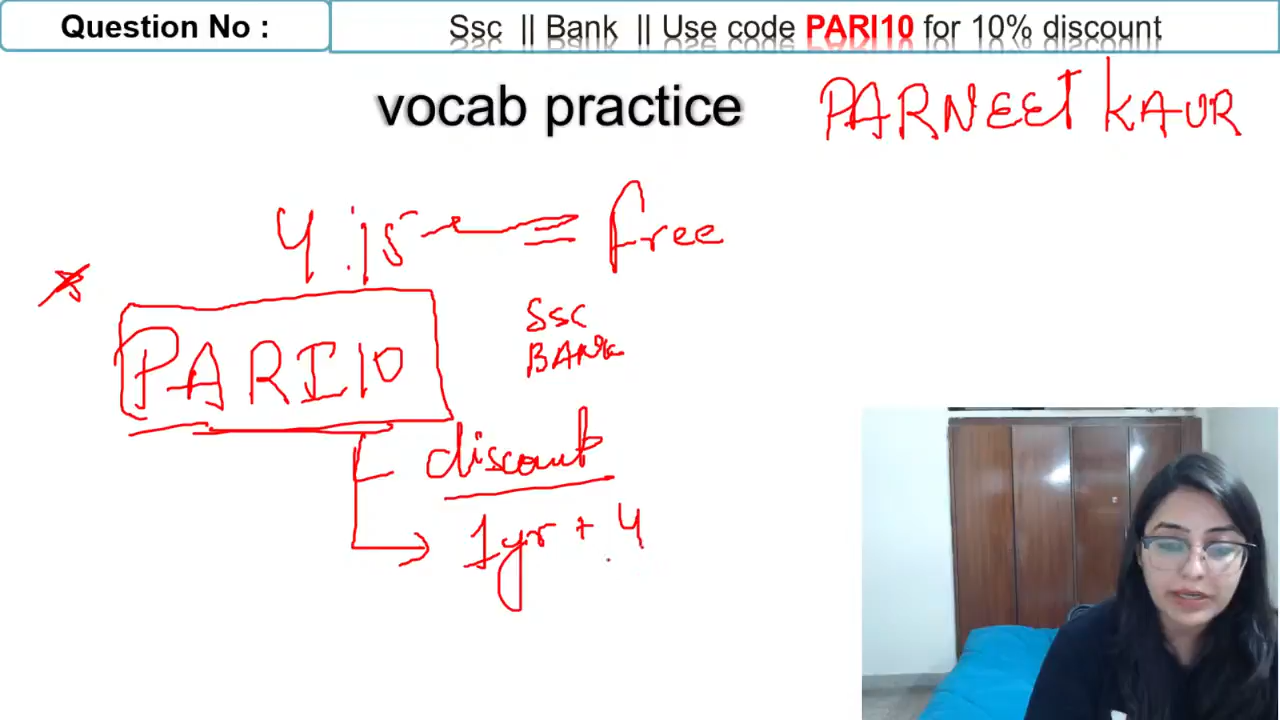 Question No :
Ssc || Bank || Use code PARI10 for 10% discount
vocab practice
PARNEET KAUR
4.15
free
PARI10
SSC
BANK
discount
1yr + 4